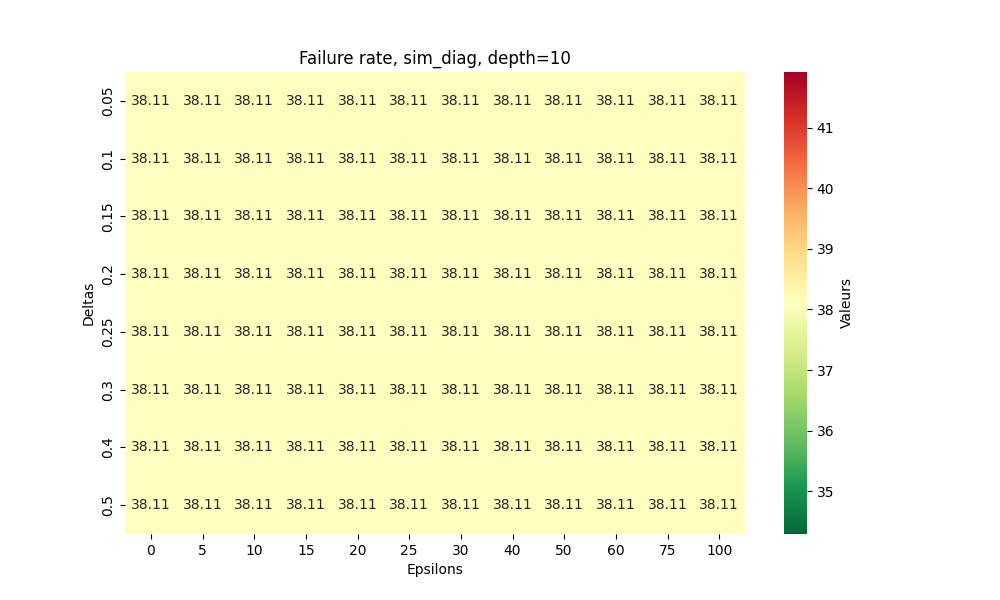 Failure rate, sim_diag, depth=10
Deltas
0.05 38.11 38.11 38.11 38.11 38.11 38.11 38.11 38.11 38.11 38.11 38.11 38.11
0.1 38.11 38.11 38.11 38.11 38.11 38.11 38.11 38.11 38.11 38.11 38.11 38.11
0.15 38.11 38.11 38.11 38.11 38.11 38.11 38.11 38.11 38.11 38.11 38.11 38.11
0.2 38.11 38.11 38.11 38.11 38.11 38.11 38.11 38.11 38.11 38.11 38.11 38.11
0.25 38.11 38.11 38.11 38.11 38.11 38.11 38.11 38.11 38.11 38.11 38.11 38.11
0.3 38.11 38.11 38.11 38.11 38.11 38.11 38.11 38.11 38.11 38.11 38.11 38.11
0.4 38.11 38.11 38.11 38.11 38.11 38.11 38.11 38.11 38.11 38.11 38.11 38.11
0.5 38.11 38.11 38.11 38.11 38.11 38.11 38.11 38.11 38.11 38.11 38.11 38.11
0 5 10 15 20 25 30 40 50 60 75 100
Epsilons
41
40
39
38
37
36
35
Valeurs